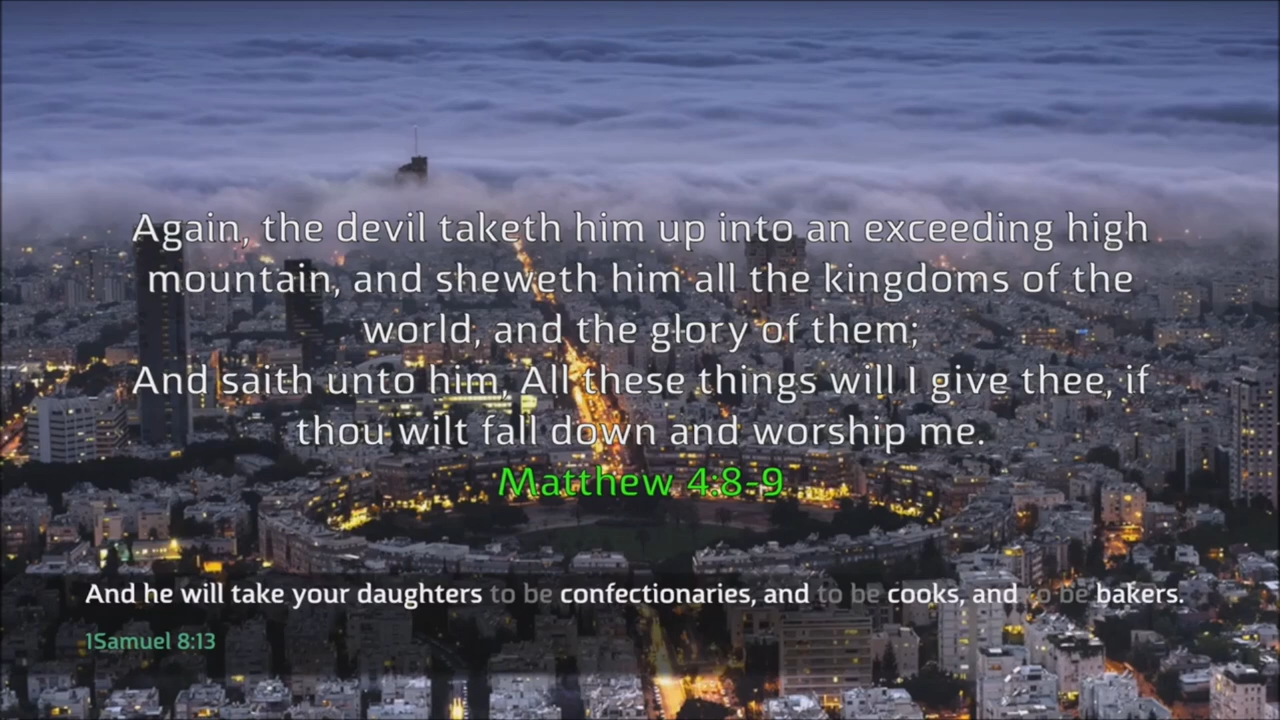 Again, the devil taketh him up into an exceeding high
mountain, and sheweth him all the kingdoms of the
world, and the glory of them;
And saith unto him, All these things will I give thee, if
thou wilt fall down and worship me.
Matthew 4:8-9
And he will take your daughters to be confectionaries, and to be cooks, and to be bakers.
1Samuel 8:13